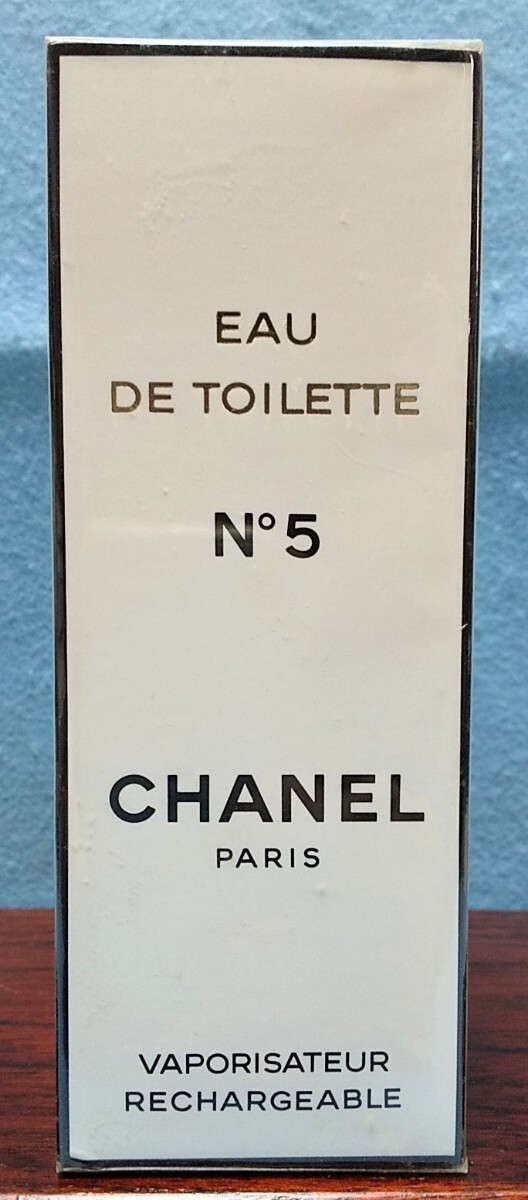 EAU
DE TOILETTE
N°5
CHANEL
PARIS
VAPORISATEUR
RECHARGEABLE